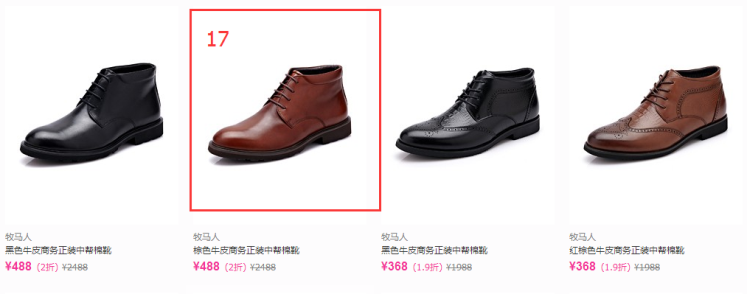 17
牧马人
黑色牛皮商务正装中帮棉靴
¥488 (2折) ¥2488
牧马人
棕色牛皮商务正装中帮棉靴
¥488 (2折) ¥2488
牧马人
黑色牛皮商务正装中帮棉靴
¥368 (1.9折) ¥1988
牧马人
红棕色牛皮商务正装中帮棉靴
¥368 (1.9折) ¥1988